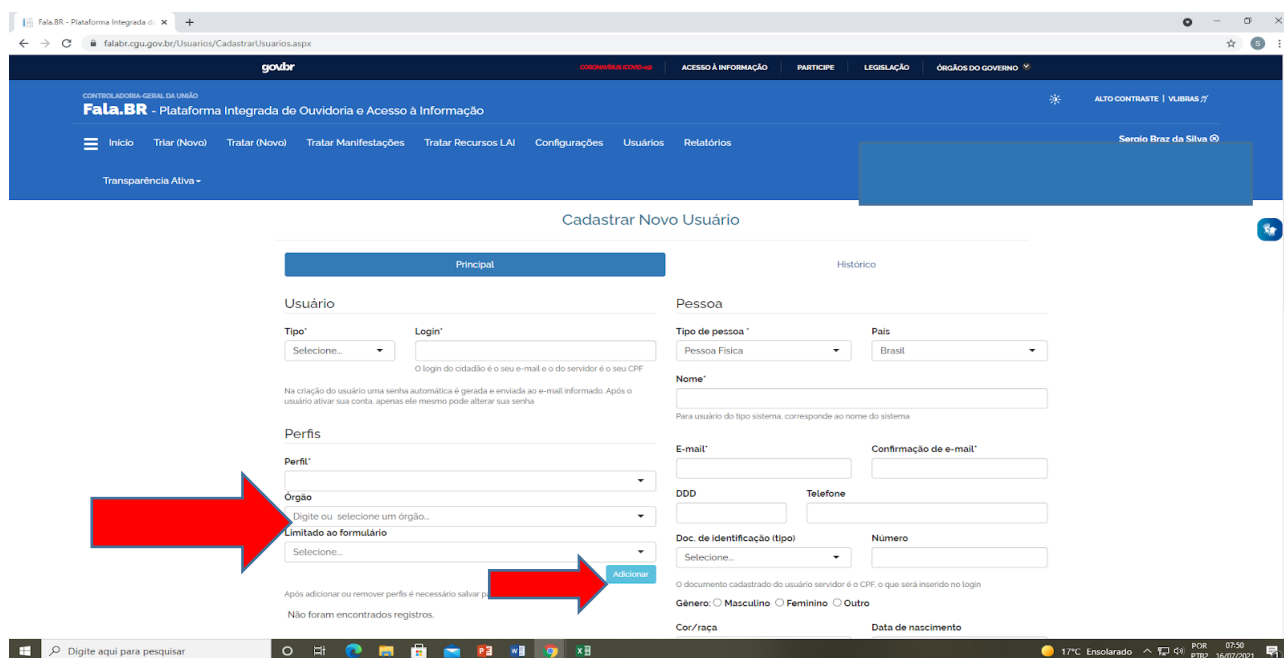 Fala.BR - Plataforma Integrada d
falabr.cgu.gov.br/Usuarios/CadastrarUsuarios.aspx
S
gov.br
CORONAVÍRUS (COVID-19)
ACESSO À INFORMAÇÃO
PARTICIPE
LEGISLAÇÃO
ÓRGÃOS DO GOVERNO
CONTROLADORIA-GERAL DA UNIÃO
Fala.BR - Plataforma Integrada de Ouvidoria e Acesso à Informação
ALTO CONTRASTE | VLIBRAS
Início Triar (Novo) Tratar (Novo) Tratar Manifestações Tratar Recursos LAI Configurações Usuários Relatórios
Sergio Braz da Silva
Transparência Ativa
Cadastrar Novo Usuário
Principal
Histórico
Usuário
Tipo*
Login*
Selecione...
O login do cidadão é o seu e-mail e o do servidor é o seu CPF
Na criação do usuário uma senha automática é gerada e enviada ao e-mail informado. Após o
usuário ativar sua conta, apenas ele mesmo pode alterar sua senha
Perfis
Perfil*
Órgão
Digite ou selecione um órgão...
Limitado ao formulário
Selecione...
Adicionar
Após adicionar ou remover perfis é necessário salvar
Não foram encontrados registros.
Pessoa
Tipo de pessoa *
País
Pessoa Física
Brasil
Nome*
Para usuário do tipo sistema, corresponde ao nome do sistema
E-mail*
Confirmação de e-mail*
DDD
Telefone
Doc. de identificação (tipo)
Número
Selecione...
O documento cadastrado do usuário servidor é o CPF, o que será inserido no login
Gênero: Masculino Feminino Outro
Cor/raça
Data de nascimento
Digite aqui para pesquisar
17°C Ensolarado
POR
PTB2
07:50
16/07/2021